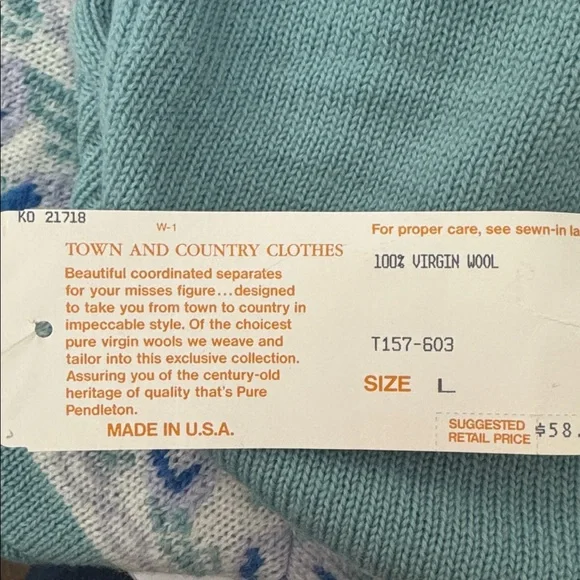 KO 21718
W-1
TOWN AND COUNTRY CLOTHES
Beautiful coordinated separates
for your misses figure...designed
to take you from town to country in
impeccable style. Of the choicest
pure virgin wools we weave and
tailor into this exclusive collection.
Assuring you of the century-old
heritage of quality that's Pure
Pendleton.
MADE IN U.S.A.
For proper care, see sewn-in la
100% VIRGIN WOOL
T157-603
SIZE L
SUGGESTED
RETAIL PRICE $58.